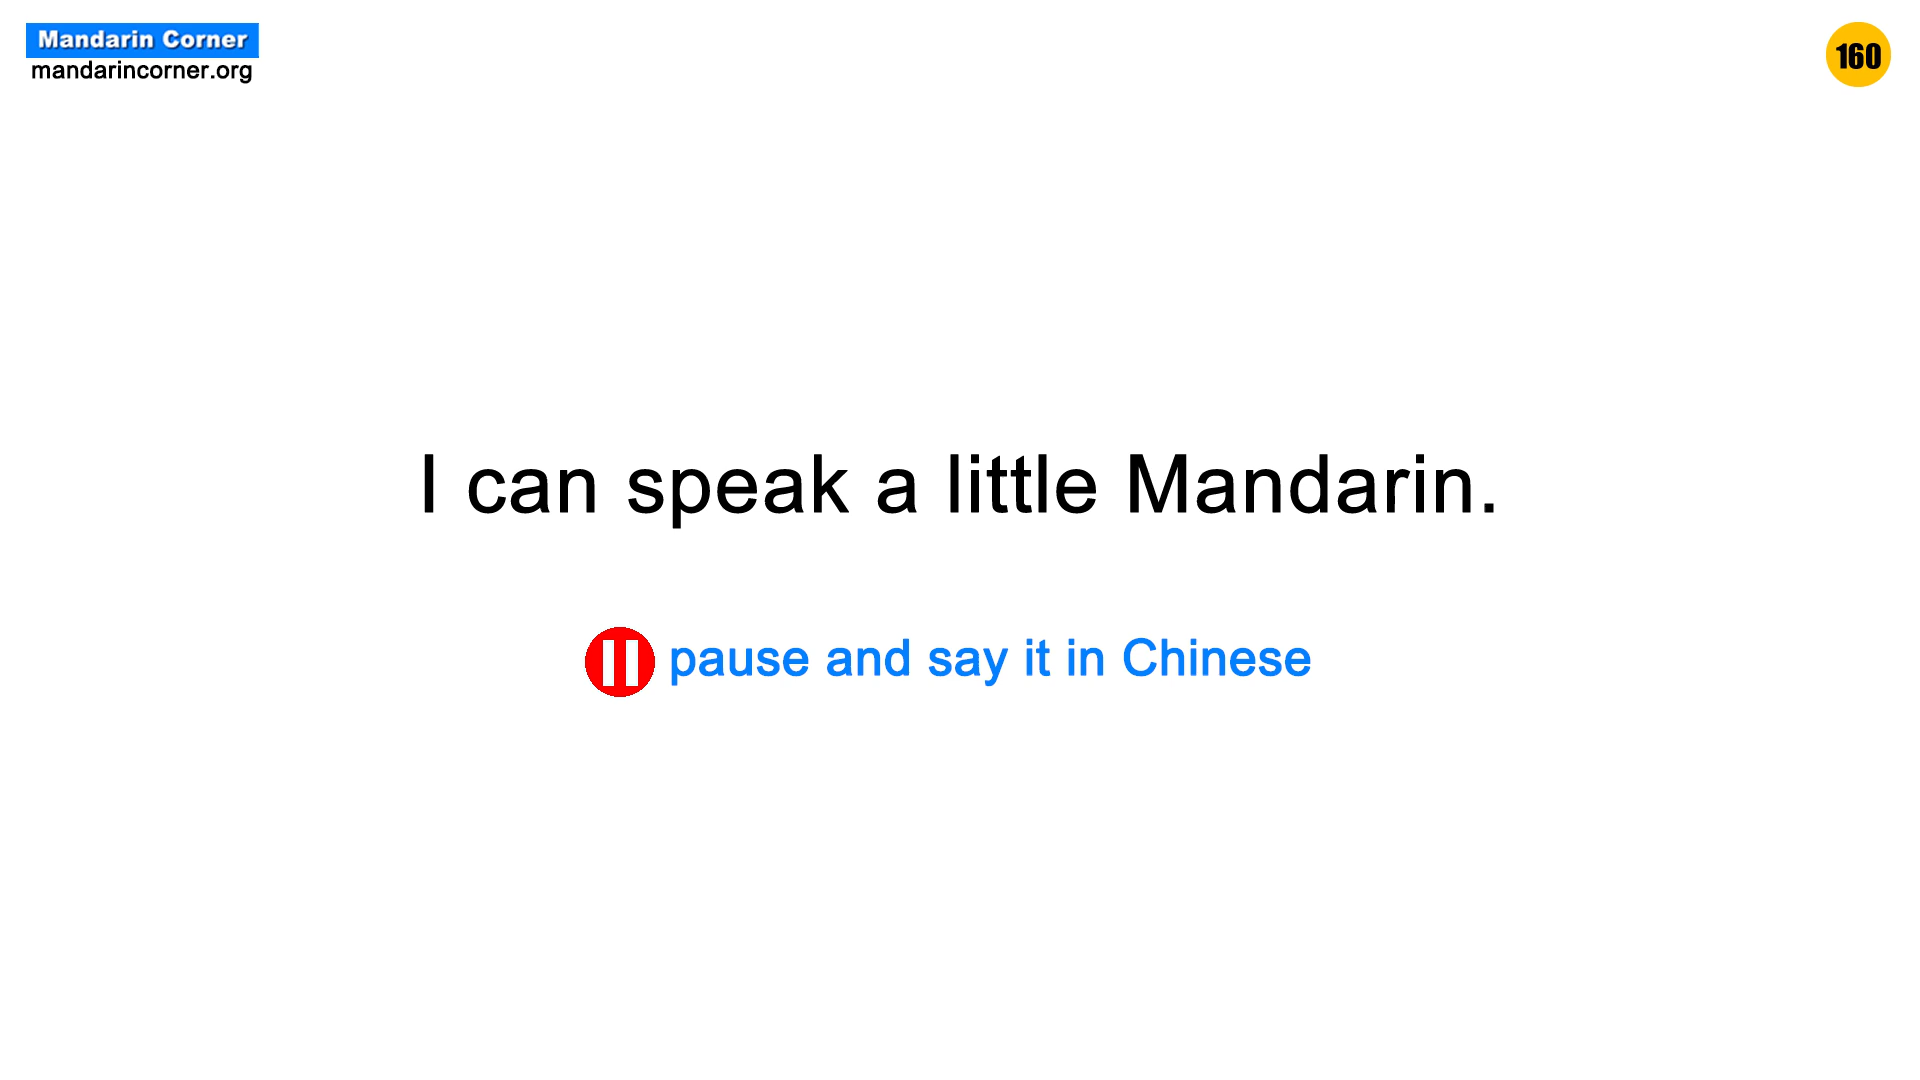 Mandarin Corner
mandarincorner.org
160
I can speak a little Mandarin.
pause and say it in Chinese